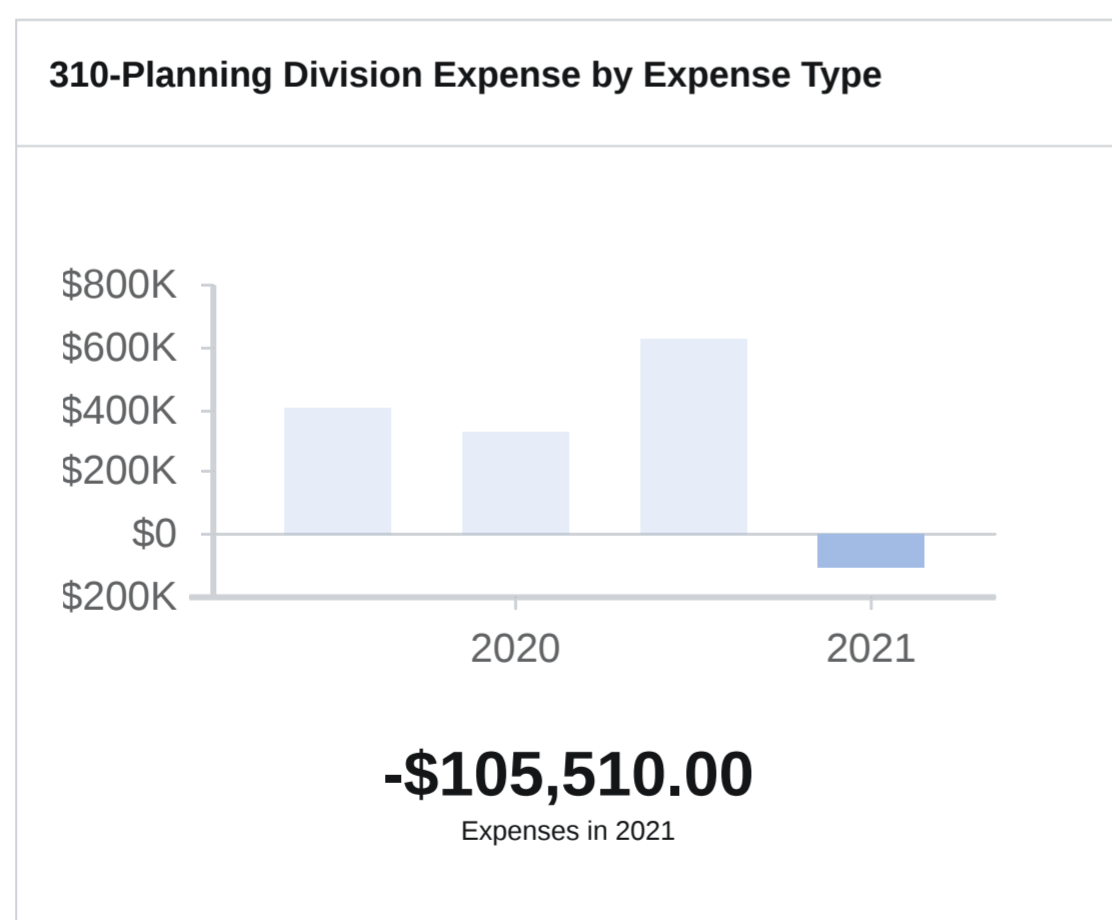 310-Planning Division Expense by Expense Type
$800K
$600K
$400K
$200K
$0
$200K
2020
2021
-$105,510.00
Expenses in 2021